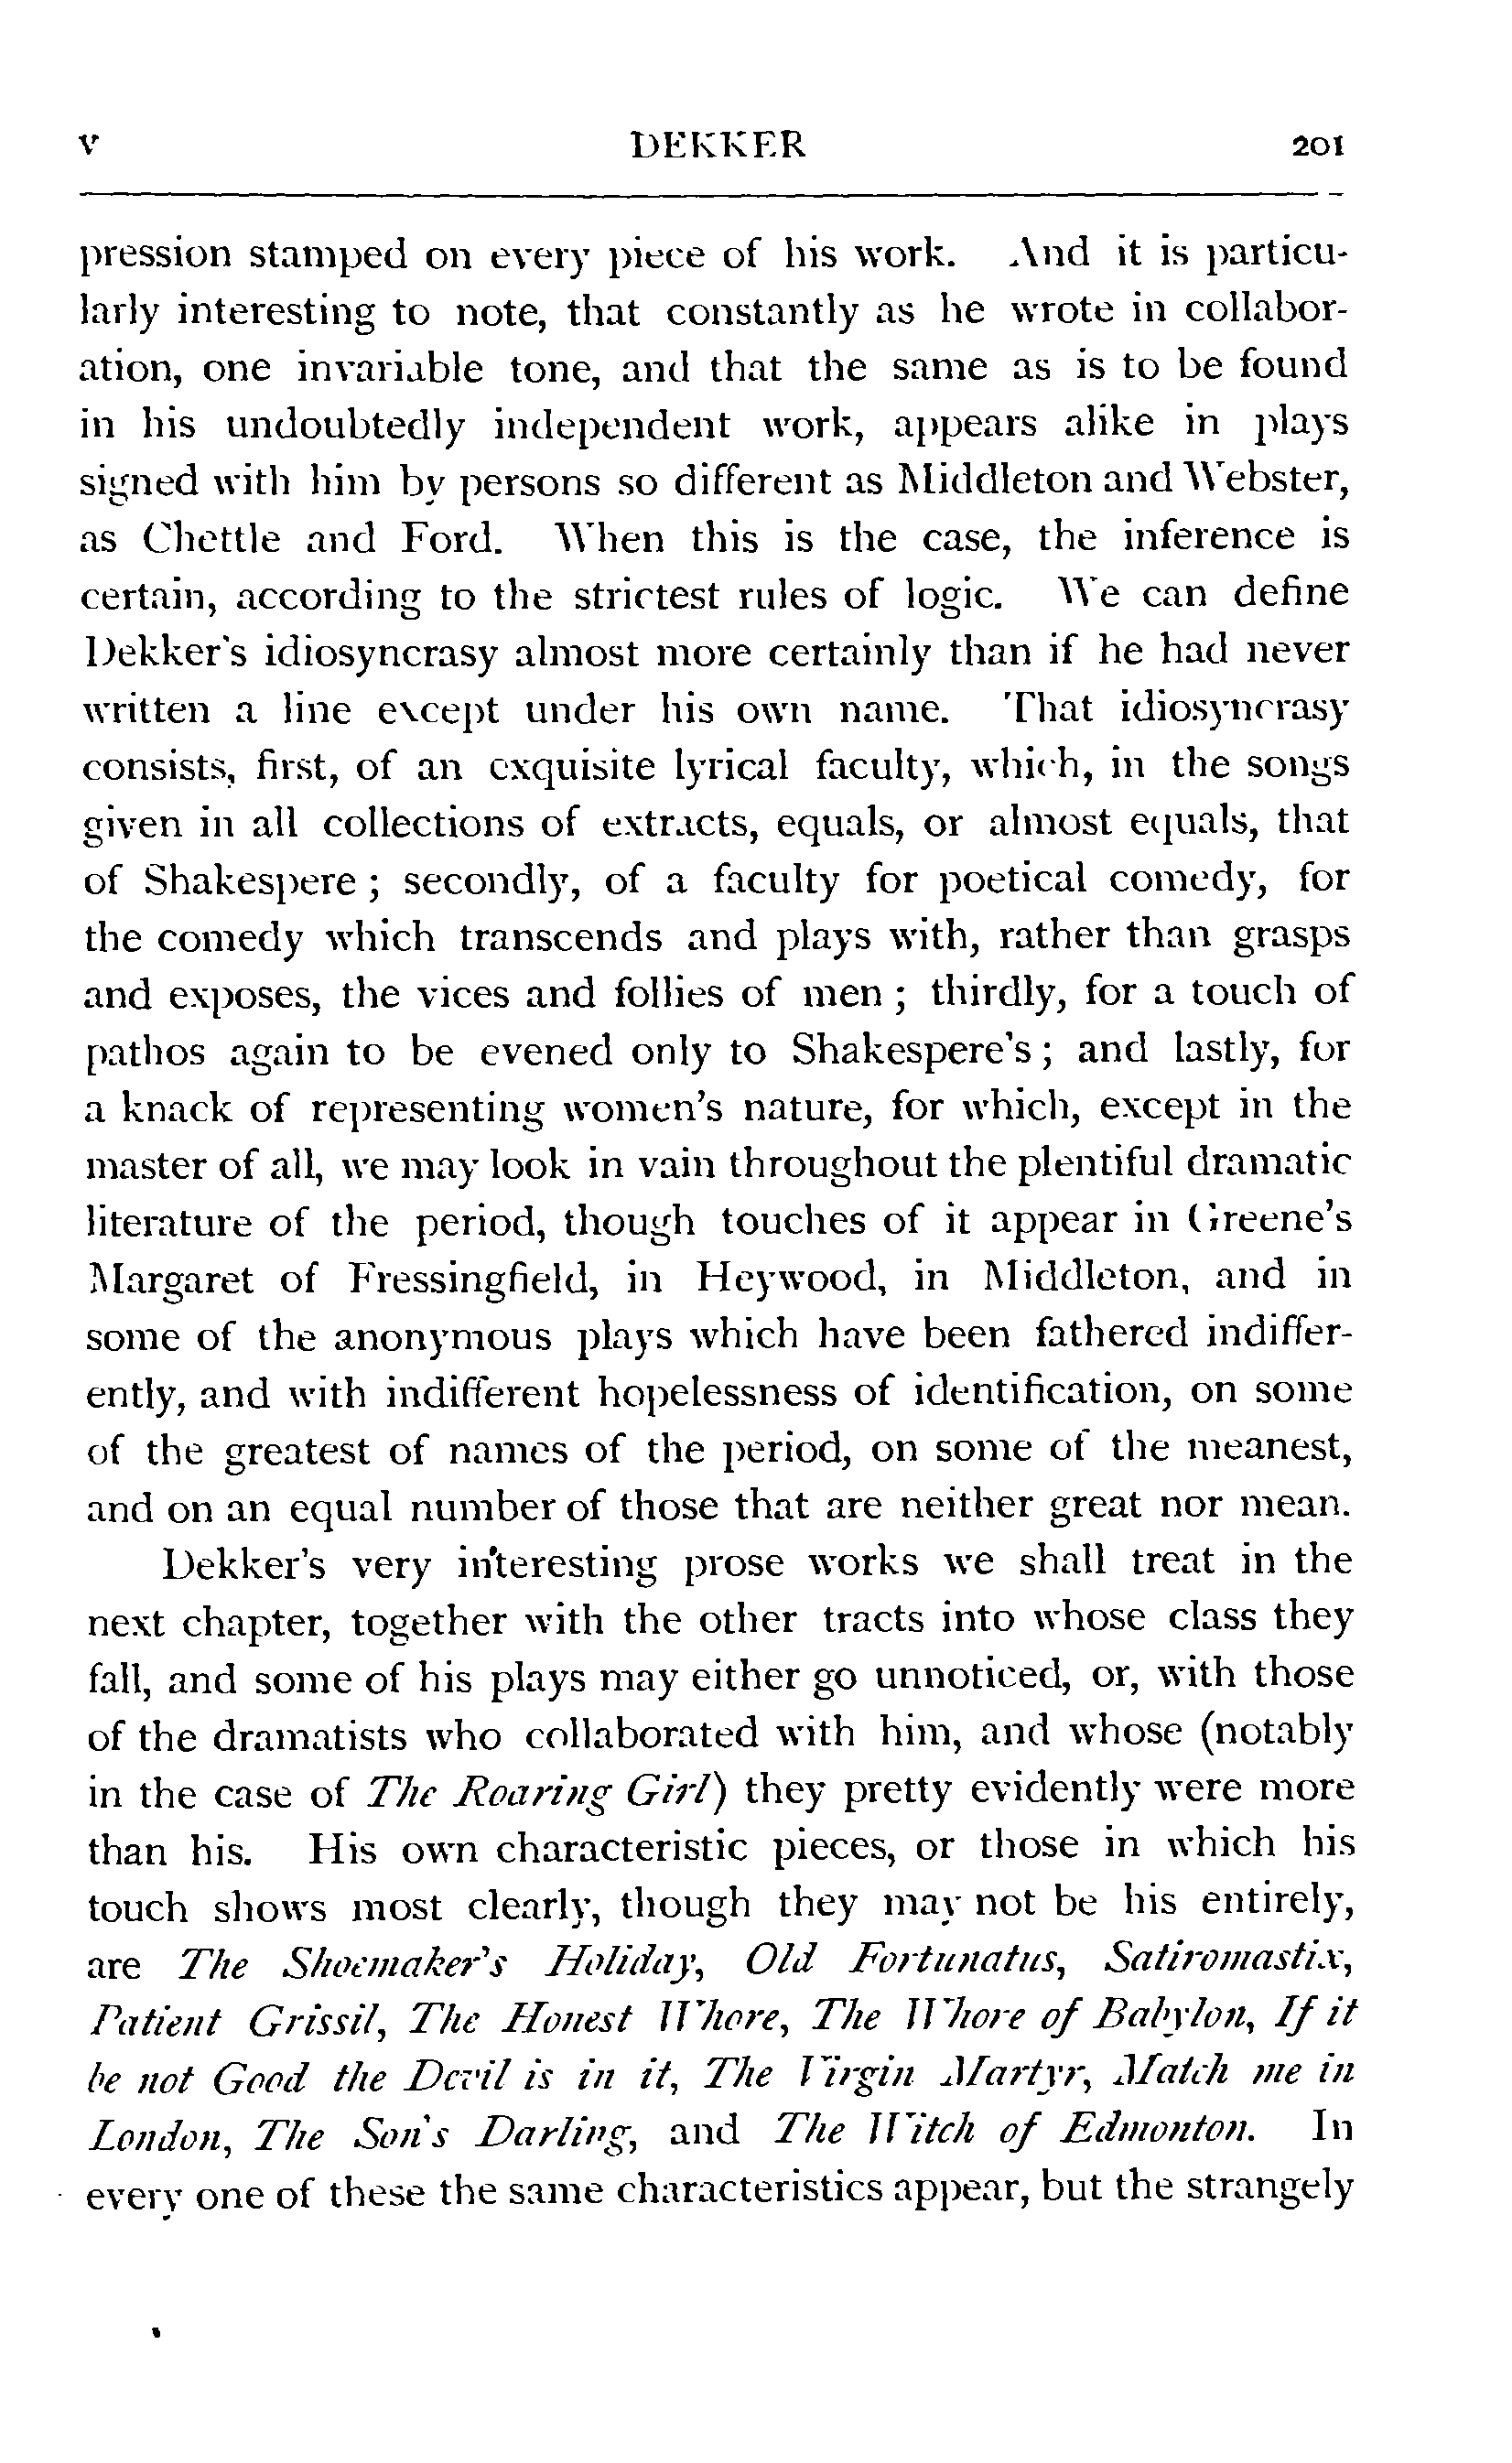 V DEKKER 201
pression stamped on every piece of his work. And it is particu-
larly interesting to note, that constantly as he wrote in collabor-
ation, one invariable tone, and that the same as is to be found
in his undoubtedly independent work, appears alike in plays
signed with him by persons so different as Middleton and Webster,
as Chettle and Ford. When this is the case, the inference is
certain, according to the strictest rules of logic. We can define
Dekker's idiosyncrasy almost more certainly than if he had never
written a line except under his own name. That idiosyncrasy
consists, first, of an exquisite lyrical faculty, which, in the songs
given in all collections of extracts, equals, or almost equals, that
of Shakespere ; secondly, of a faculty for poetical comedy, for
the comedy which transcends and plays with, rather than grasps
and exposes, the vices and follies of men ; thirdly, for a touch of
pathos again to be evened only to Shakespere's ; and lastly, for
a knack of representing women's nature, for which, except in the
master of all, we may look in vain throughout the plentiful dramatic
literature of the period, though touches of it appear in Greene's
Margaret of Fressingfield, in Heywood, in Middleton, and in
some of the anonymous plays which have been fathered indiffer-
ently, and with indifferent hopelessness of identification, on some
of the greatest of names of the period, on some of the meanest,
and on an equal number of those that are neither great nor mean.
Dekker's very interesting prose works we shall treat in the
next chapter, together with the other tracts into whose class they
fall, and some of his plays may either go unnoticed, or, with those
of the dramatists who collaborated with him, and whose (notably
in the case of The Roaring Girl) they pretty evidently were more
than his. His own characteristic pieces, or those in which his
touch shows most clearly, though they may not be his entirely,
are The Shoemaker's Holiday, Old Fortunatus, Satiromastix,
Patient Grissil, The Honest Whore, The Whore of Babylon, If it
be not Good the Devil is in it, The Virgin Martyr, Match me in
London, The Son's Darling, and The Witch of Edmonton. In
every one of these the same characteristics appear, but the strangely